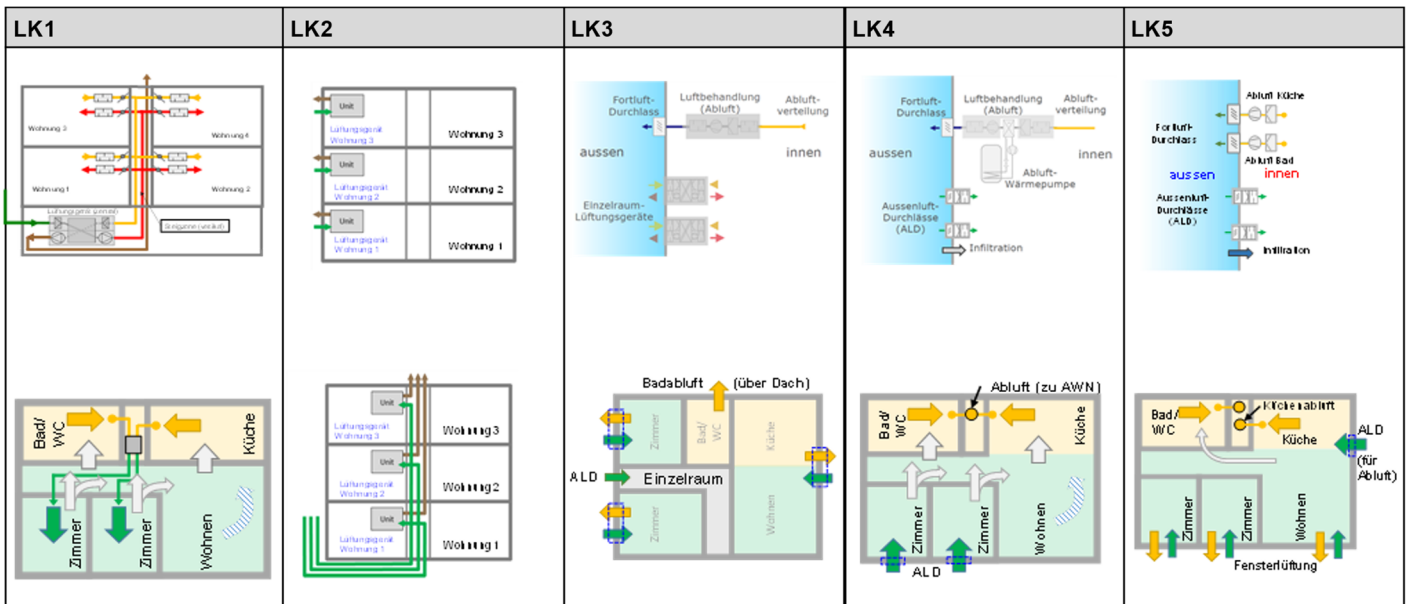 LK1
LK2
LK3
LK4
LK5
Wohnung 3
Wohnung 4
Wohnung 1
Wohnung 2
Lüftungsgerät (zentral)
Unit
Lüftungsgerät
Wohnung 3
Wohnung 3
Unit
Lüftungsgerät
Wohnung 2
Wohnung 2
Unit
Lüftungsgerät
Wohnung 1
Wohnung 1
Fortluft-
Durchlass
Luftbehandlung
(Abluft)
Abluft-
verteilung
aussen
innen
Einzelraum-
Lüftungsgeräte
Fortluft-
Durchlass
Luftbehandlung
(Abluft)
Abluft-
verteilung
aussen
innen
Abluft-
Wärmepumpe
Aussenluft-
Durchlässe
(ALD)
Infiltration
Abluft Küche
Fortluft-
Durchlass
Abluft Bad
aussen
innen
Aussenluft-
Durchlässe
(ALD)
Infiltration
Bad/
WC
Küche
Zimmer
Zimmer
Wohnen
Unit
Lüftungsgerät
Wohnung 3
Wohnung 3
Unit
Lüftungsgerät
Wohnung 2
Wohnung 2
Unit
Lüftungsgerät
Wohnung 1
Wohnung 1
Badabluft (über Dach)
Zimmer
Bad/
WC
Küche
ALD
Einzelraum
Zimmer
Wohnen
Abluft (zu AWN)
Bad/
WC
Küche
Zimmer
Zimmer
Wohnen
ALD
Bad/
WC
Küchenabluft
Küche
ALD
(für
Abluft)
Zimmer
Zimmer
Wohnen
Fensterlüftung